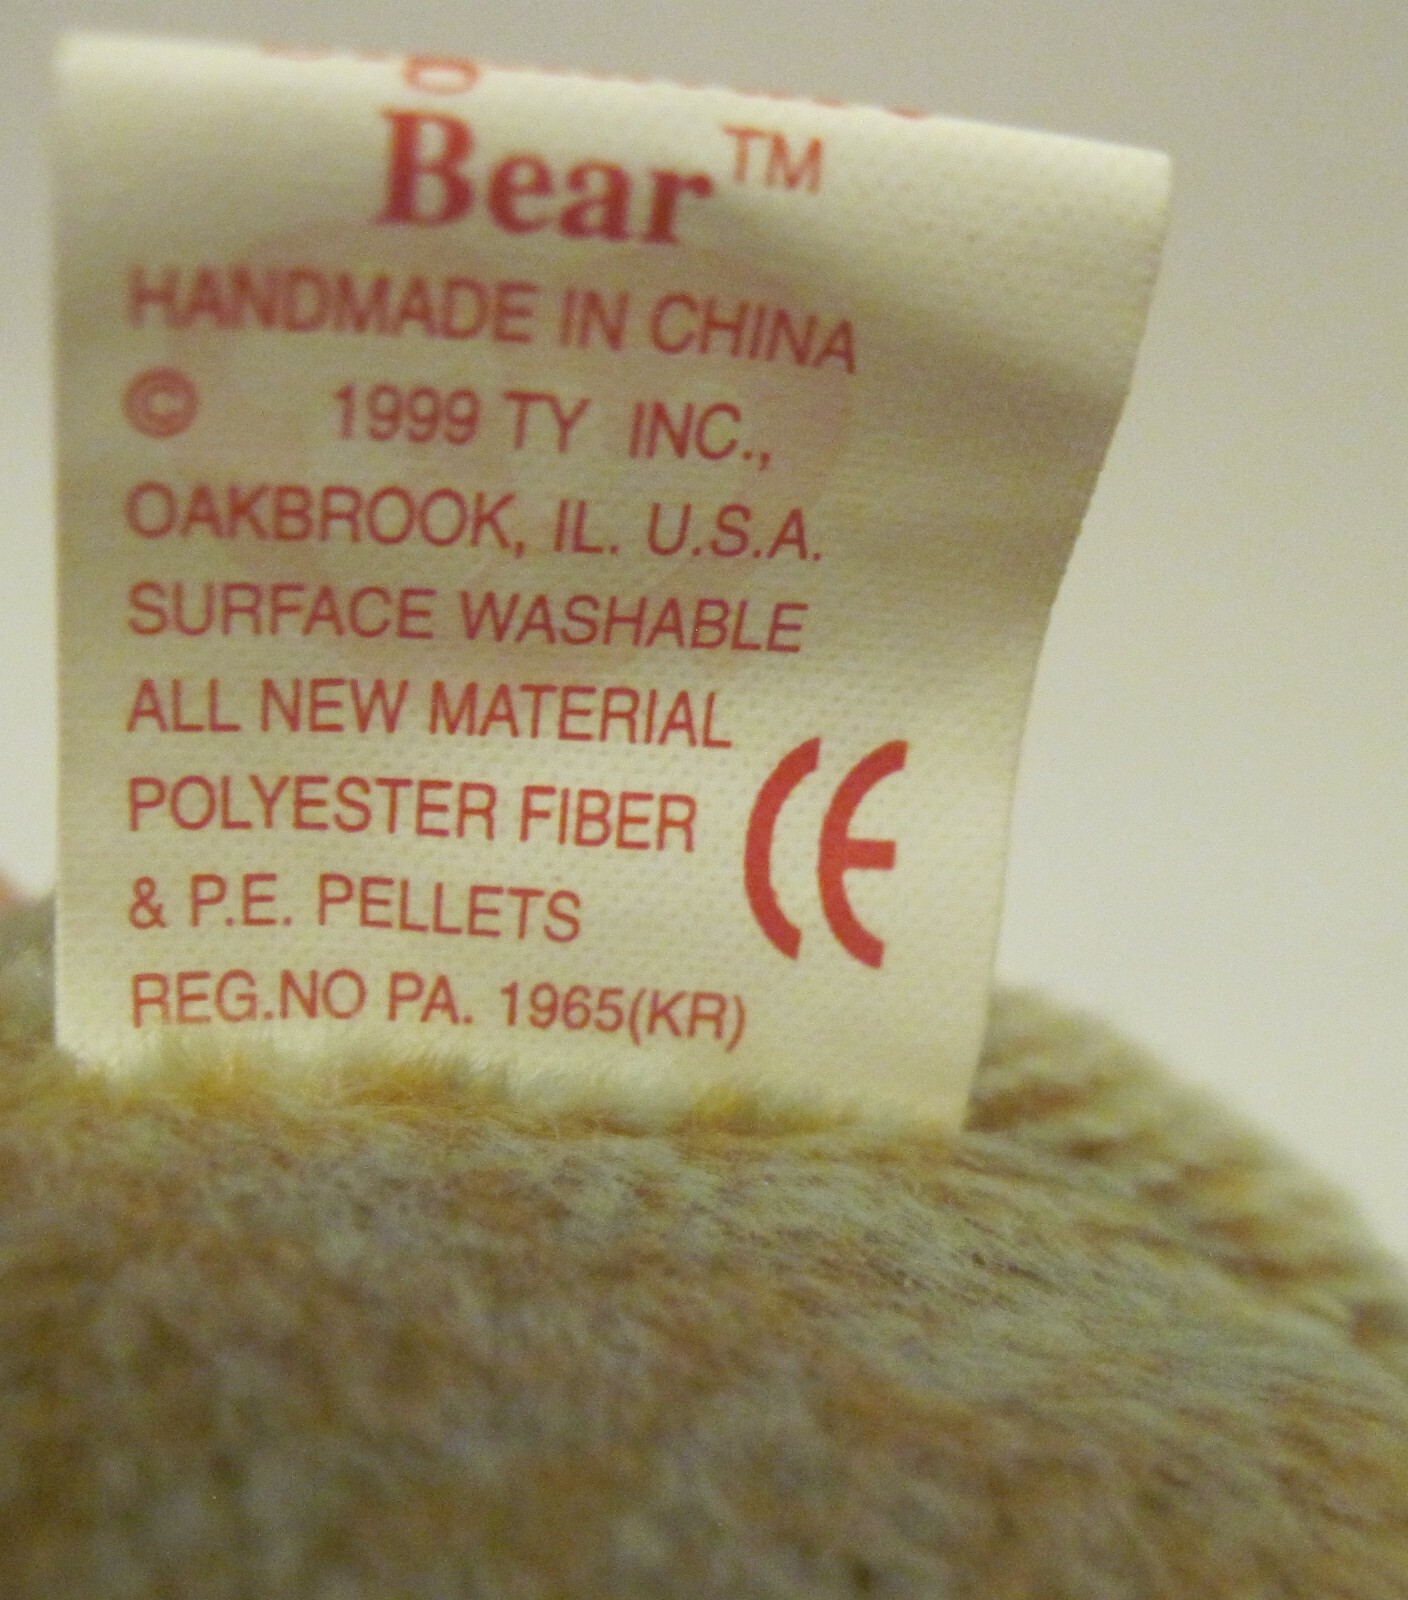 Bear™
HANDMADE IN CHINA
© 1999 TY INC.,
OAKBROOK, IL. U.S.A.
SURFACE WASHABLE
ALL NEW MATERIAL
POLYESTER FIBER
& P.E. PELLETS
REG.NO PA. 1965(KR)
CE